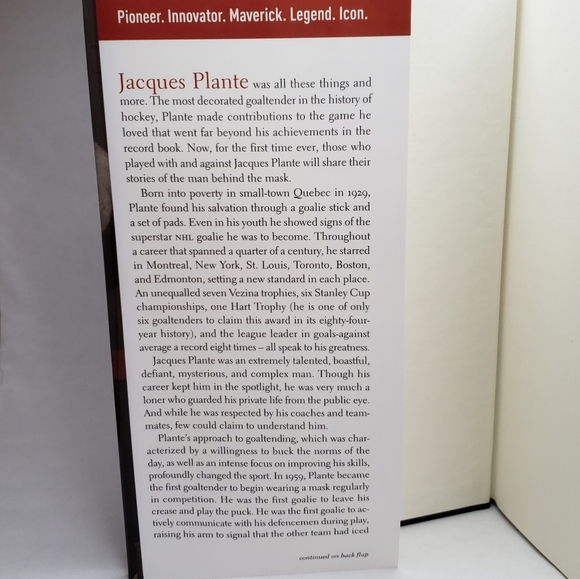 Pioneer. Innovator. Maverick. Legend. Icon.
Jacques Plante was all these things and
more. The most decorated goaltender in the history of
hockey, Plante made contributions to the game he
loved that went far beyond his achievements in the
record book. Now, for the first time ever, those who
played with and against Jacques Plante will share their
stories of the man behind the mask.
Born into poverty in small-town Quebec in 1929,
Plante found his salvation through a goalie stick and
a set of pads. Even in his youth he showed signs of the
superstar NHL goalie he was to become. Throughout
a career that spanned a quarter of a century, he starred
in Montreal, New York, St. Louis, Toronto, Boston,
and Edmonton, setting a new standard in each place.
An unequalled seven Vezina trophies, six Stanley Cup
championships, one Hart Trophy (he is one of only
six goaltenders to claim this award in its eighty-four-
year history), and the league leader in goals-against
average a record eight times – all speak to his greatness.
Jacques Plante was an extremely talented, boastful,
defiant, mysterious, and complex man. Though his
career kept him in the spotlight, he was very much a
loner who guarded his private life from the public eye.
And while he was respected by his coaches and team-
mates, few could claim to understand him.
Plante's approach to goaltending, which was char-
acterized by a willingness to buck the norms of the
day, as well as an intense focus on improving his skills,
profoundly changed the sport. In 1959, Plante became
the first goaltender to begin wearing a mask regularly
in competition. He was the first goalie to leave his
crease and play the puck. He was the first goalie to ac-
tively communicate with his defencemen during play,
raising his arm to signal that the other team had iced
continued on back flap